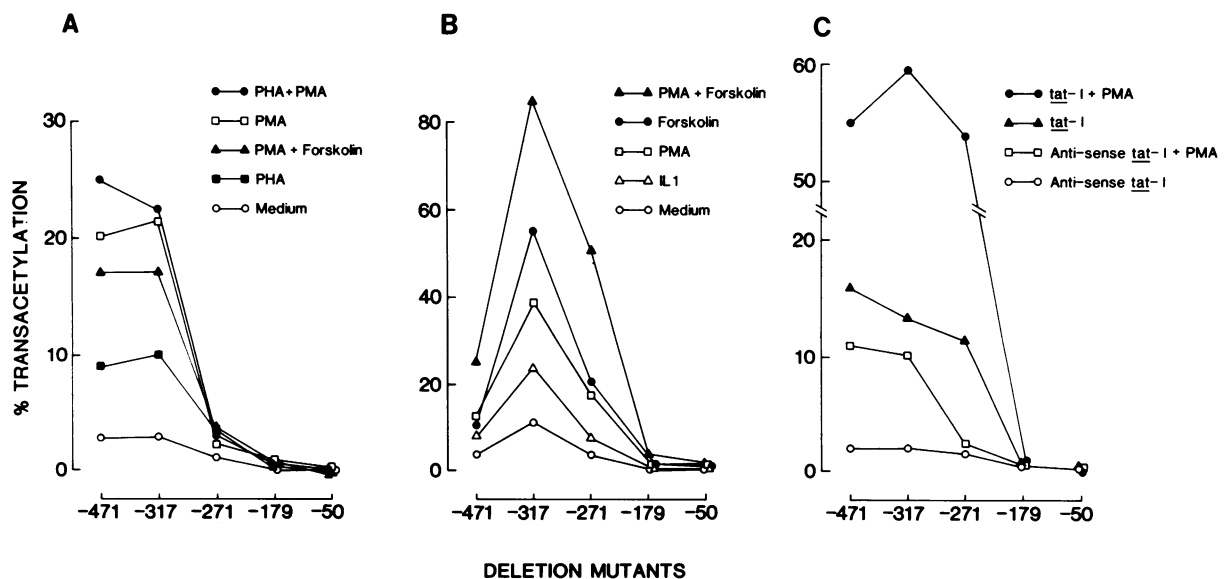 A
B
C
% TRANSACETYLATION
30
20
10
0
PHA+PMA
PMA
PMA + Forskolin
PHA
Medium
-471 -317 -271 -179 -50
80
60
40
20
0
PMA + Forskolin
Forskolin
PMA
IL1
Medium
-471 -317 -271 -179 -50
60
50
20
10
0
tat-I + PMA
tat-I
Anti-sense tat-I + PMA
Anti-sense tat-I
-471 -317 -271 -179 -50
DELETION MUTANTS